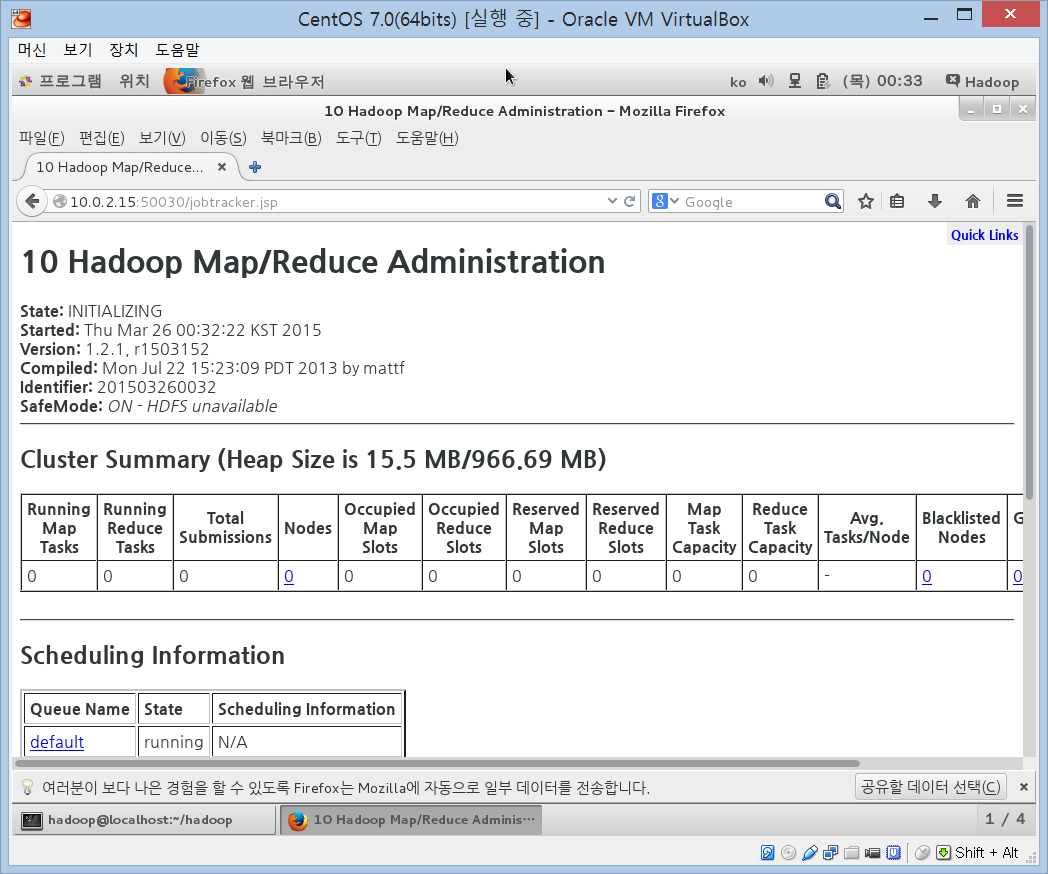 CentOS 7.0(64bits) [실행 중] - Oracle VM VirtualBox
머신 보기 장치 도움말
프로그램 위치 Firefox 웹 브라우저 ko (목) 00:33 Hadoop
10 Hadoop Map/Reduce Administration - Mozilla Firefox
파일(F) 편집(E) 보기(V) 이동(S) 북마크(B) 도구(T) 도움말(H)
10 Hadoop Map/Reduce...
10.0.2.15:50030/jobtracker.jsp Google
Quick Links
10 Hadoop Map/Reduce Administration
State: INITIALIZING
Started: Thu Mar 26 00:32:22 KST 2015
Version: 1.2.1, r1503152
Compiled: Mon Jul 22 15:23:09 PDT 2013 by mattf
Identifier: 201503260032
SafeMode: ON - HDFS unavailable
Cluster Summary (Heap Size is 15.5 MB/966.69 MB)
Running Map Tasks Running Reduce Tasks Total Submissions Nodes Occupied Map Slots Occupied Reduce Slots Reserved Map Slots Reserved Reduce Slots Map Task Capacity Reduce Task Capacity Avg. Tasks/Node Blacklisted Nodes G
0 0 0 0 0 0 0 0 0 0 - 0 0
Scheduling Information
Queue Name State Scheduling Information
default running N/A
여러분이 보다 나은 경험을 할 수 있도록 Firefox는 Mozilla에 자동으로 일부 데이터를 전송합니다. 공유할 데이터 선택(C)
hadoop@localhost:~/hadoop 10 Hadoop Map/Reduce Adminis... 1 / 4
Shift + Alt